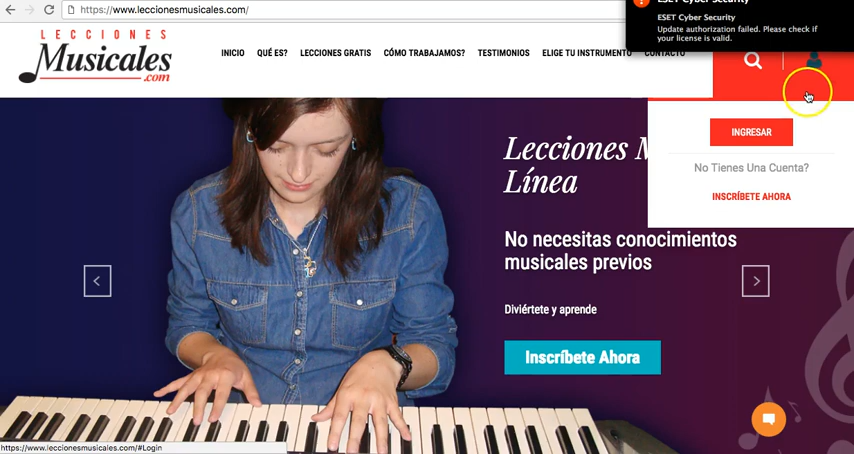 https://www.leccionesmusicales.com/
ESET Cyber Security
ESET Cyber Security
Update authorization failed. Please check if
your license is valid.
LECCIONES
Musicales
.com
INICIO QUÉ ES? LECCIONES GRATIS CÓMO TRABAJAMOS? TESTIMONIOS ELIGE TU INSTRUMENTO CONTACTO
INGRESAR
No Tienes Una Cuenta?
INSCRÍBETE AHORA
Lecciones
Línea
No necesitas conocimientos
musicales previos
Diviértete y aprende
Inscríbete Ahora
https://www.leccionesmusicales.com/#Login